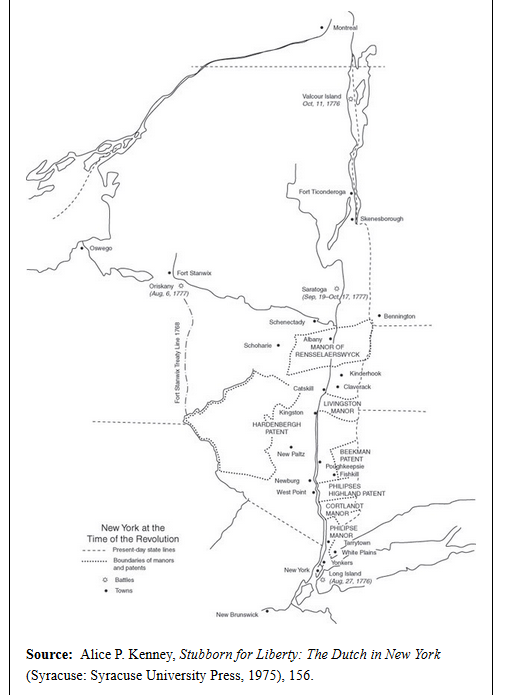 Montreal
Valcour Island
Oct, 11, 1776
Fort Ticonderoga
Skenesborough
Oswego
Fort Stanwix
Oriskany
(Aug, 6, 1777)
Saratoga
(Sep, 19–Oct, 17, 1777)
Fort Stanwix Treaty Line 1768
Bennington
Schenectady
Schoharie
Albany
MANOR OF
RENSSELAERSWYCK
Kinderhook
Catskill
Claverack
LIVINGSTON
MANOR
Kingston
HARDENBERGH
PATENT
New Paltz
BEEKMAN
PATENT
Poughkeepsie
Fishkill
Newburg
West Point
PHILIPSES
HIGHLAND PATENT
CORTLANDT
MANOR
PHILIPSE
MANOR
Tarrytown
White Plains
Yonkers
New York
Long Island
(Aug, 27, 1776)
New Brunswick
New York at the
Time of the Revolution
Present-day state lines
Boundaries of manors
and patents
Battles
Towns
Source: Alice P. Kenney, Stubborn for Liberty: The Dutch in New York
(Syracuse: Syracuse University Press, 1975), 156.